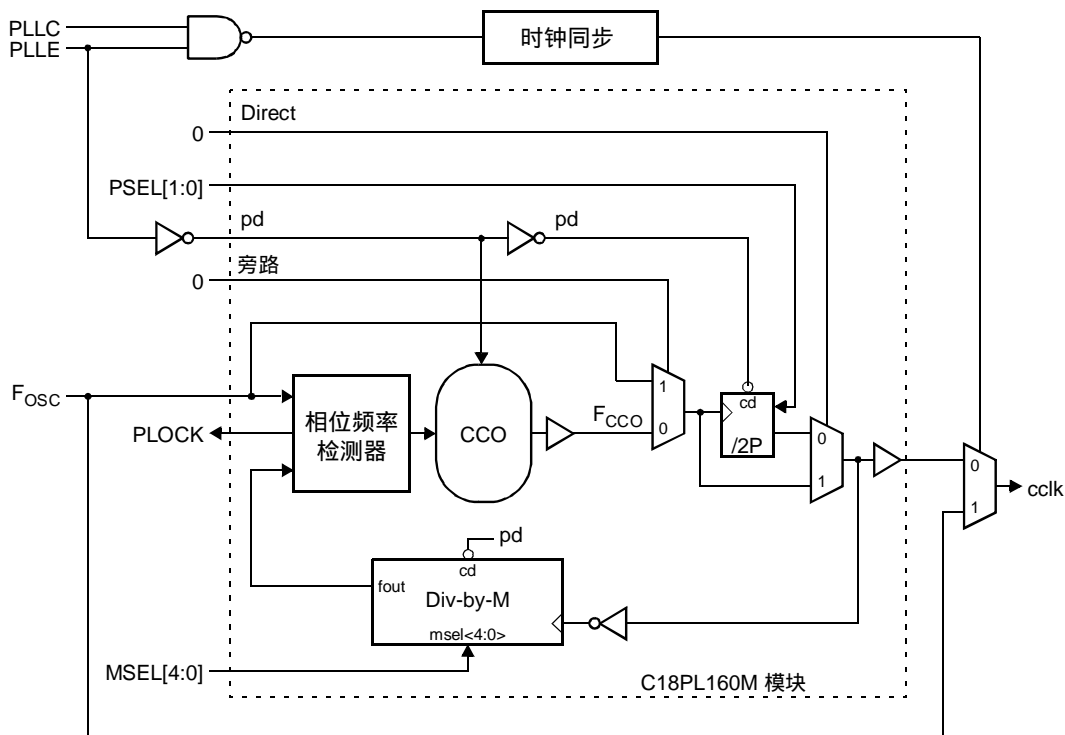 PLLC
PLLE
时钟同步
Direct
0
PSEL[1:0]
pd
pd
旁路
0
FOSC
PLOCK
相位频率
检测器
CCO
FCCO
1
0
cd
/2P
0
1
0
1
cclk
pd
cd
fout
Div-by-M
msel<4:0>
MSEL[4:0]
C18PL160M 模块